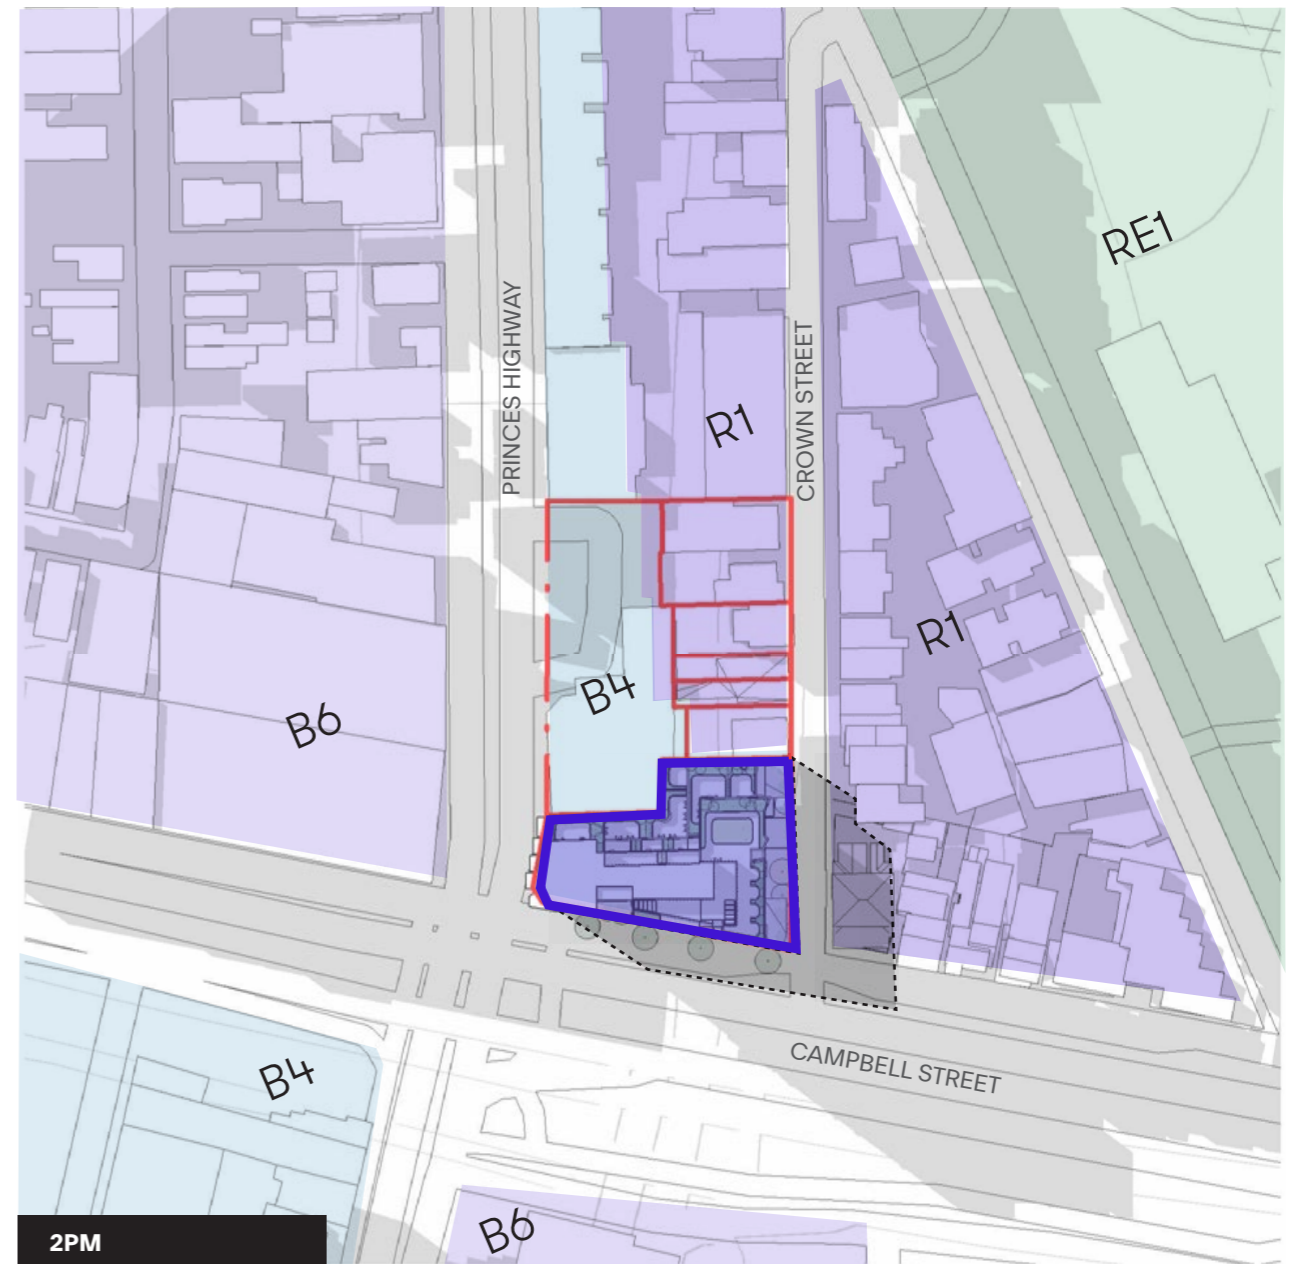 RE1
PRINCES HIGHWAY
CROWN STREET
R1
R1
B4
B6
CAMPBELL STREET
B4
B6
2PM